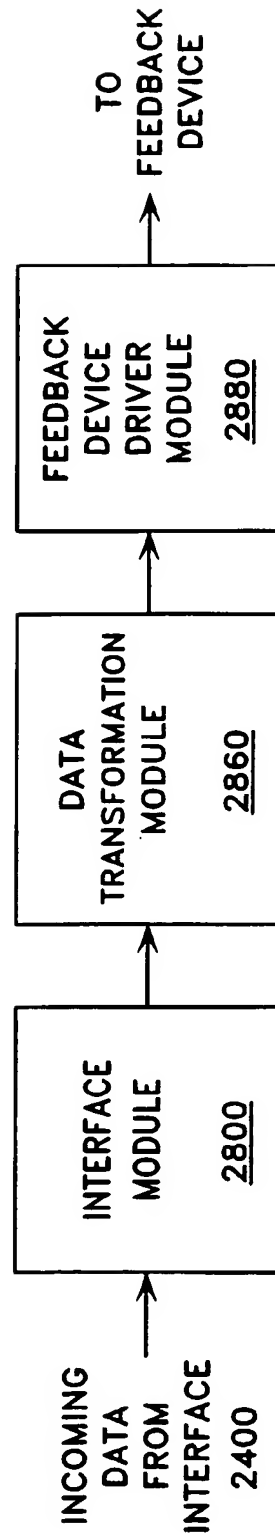 INCOMING
DATA
FROM
INTERFACE
2400
INTERFACE
MODULE
2800
DATA
TRANSFORMATION
MODULE
2860
FEEDBACK
DEVICE
DRIVER
MODULE
2880
TO
FEEDBACK
DEVICE